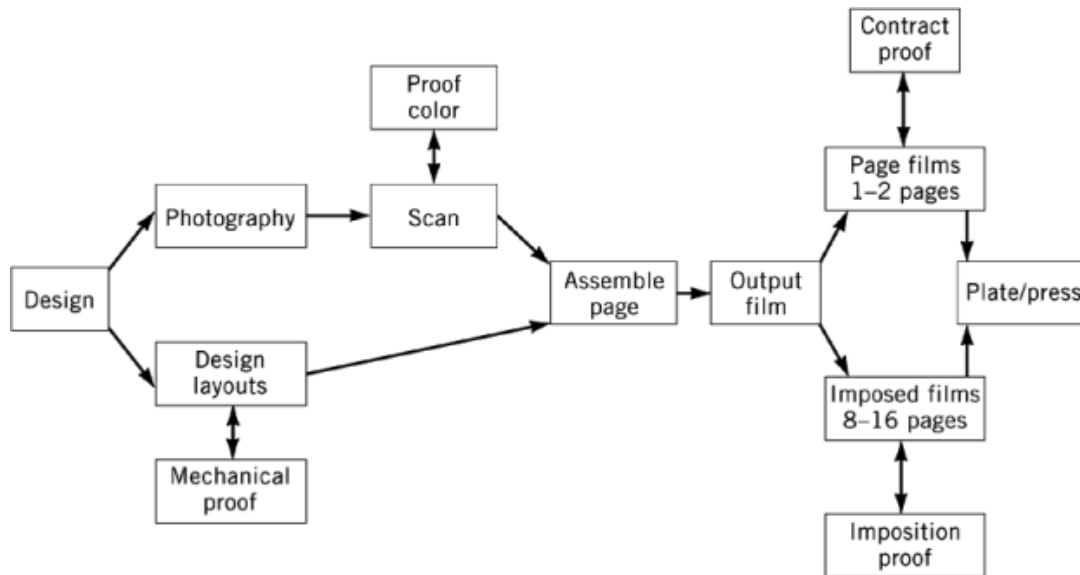 Contract
proof
Proof
color
Page films
1–2 pages
Photography
Scan
Design
Assemble
page
Output
film
Plate/press
Design
layouts
Imposed films
8–16 pages
Mechanical
proof
Imposition
proof